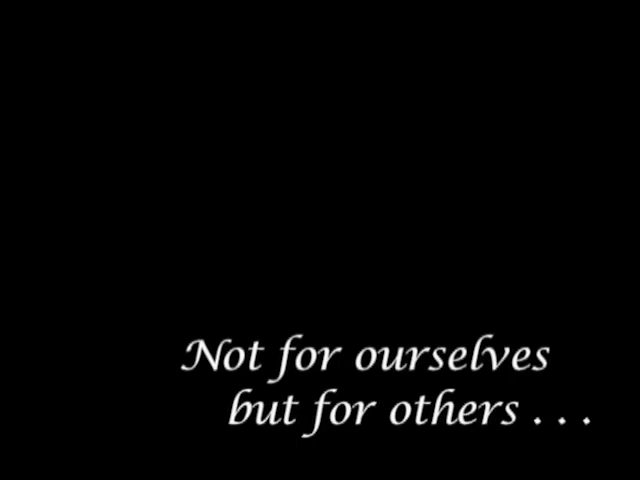 Not for ourselves
but for others . . .